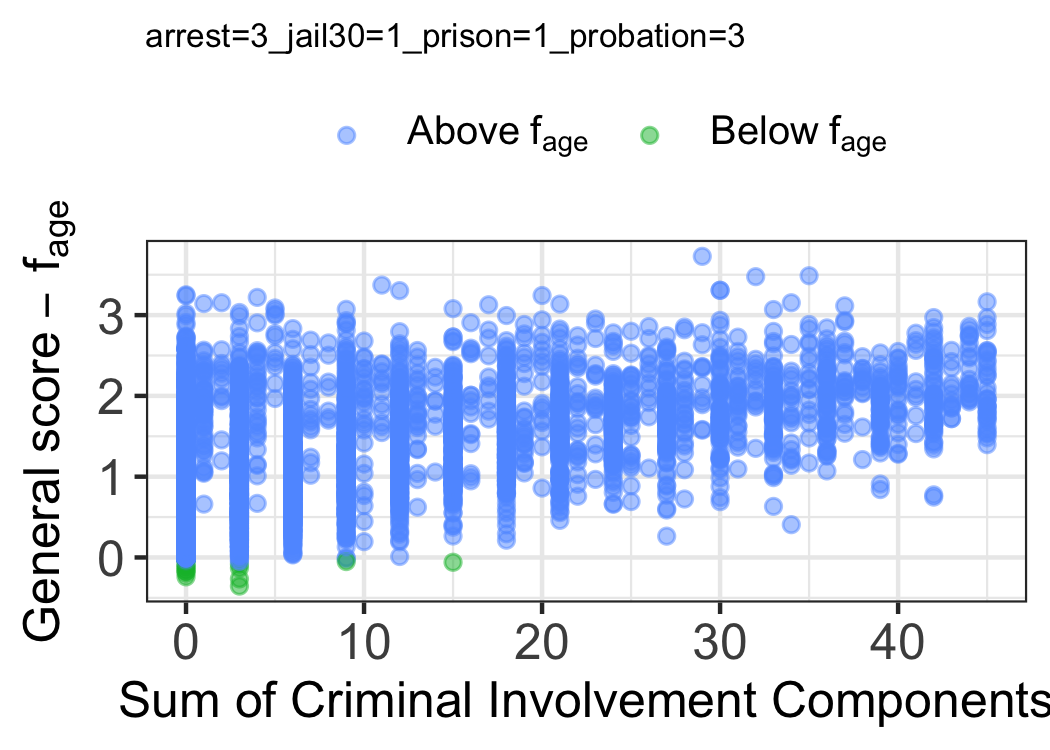 arrest=3_jail30=1_prison=1_probation=3
Above fage
Below fage
General score − fage
3
2
1
0
0
10
20
30
40
Sum of Criminal Involvement Components